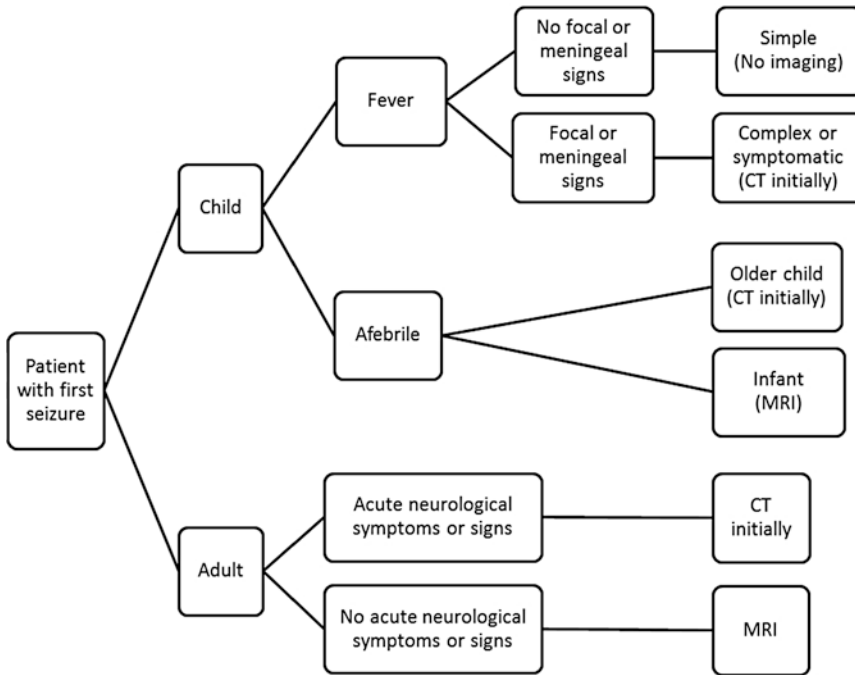 Patient
with first
seizure
Child
Fever
No focal or
meningeal
signs
Simple
(No imaging)
Focal or
meningeal
signs
Complex or
symptomatic
(CT initially)
Afebrile
Older child
(CT initially)
Infant
(MRI)
Adult
Acute neurological
symptoms or signs
CT
initially
No acute neurological
symptoms or signs
MRI